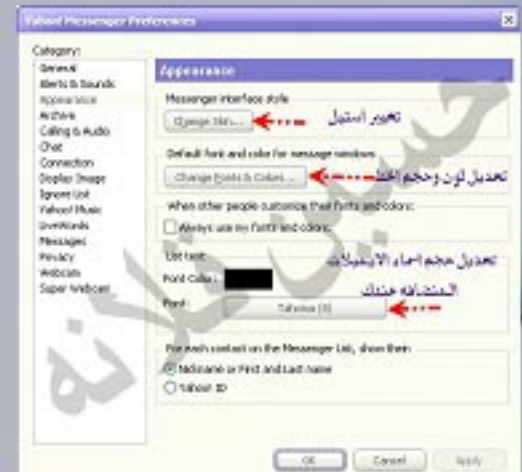 Yahoo! Messenger Preferences
Category:
General
Alerts & Sounds
Appearance
Archive
Calling & Audio
Chat
Connection
Display Image
Ignore List
Yahoo! Music
LiveWords
Messages
Privacy
Webcam
Super Webcam
Appearance
Messenger interface style
Change Skin...
تغيير استيل
Default font and color for message windows
Change Fonts & Colors...
تعديل لون وحجم الخط
When other people customize their fonts and colors:
Always use my fonts and colors
List text:
تعديل حجم اسماء الايميلات
Font Color:
المتضافه عندك
Font:
Tahoma (8)
For each contact on the Messenger List, show them
Nickname or First and Last name
Yahoo! ID
OK
Cancel
Apply
حسين